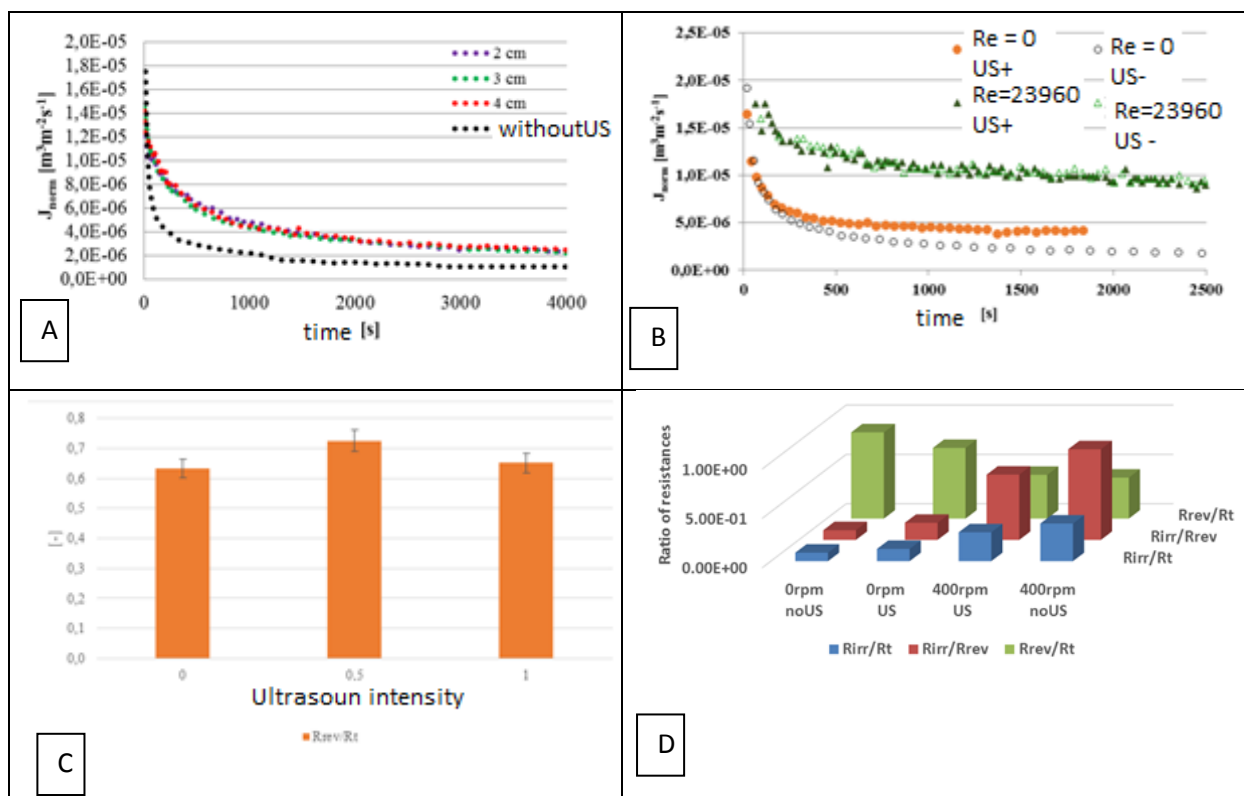 2,0E-05
1,8E-05
1,6E-05
1,4E-05
1,2E-05
1,0E-05
8,0E-06
6,0E-06
4,0E-06
2,0E-06
0,0E+00
Jnorm [m³m⁻²s⁻¹]
2 cm
3 cm
4 cm
withoutUS
0 1000 2000 3000 4000
time [s]
A
2,5E-05
2,0E-05
1,5E-05
1,0E-05
5,0E-06
0,0E+00
Jnorm [m³m⁻²s⁻¹]
Re = 0
US+
Re = 0
US-
Re=23960
US+
Re=23960
US -
0 500 1000 1500 2000 2500
time [s]
B
0,8
0,7
0,6
0,5
0,4
0,3
0,2
0,1
0,0
[-]
0 0,5 1
Ultrasoun intensity
Rrev/Rt
C
Ratio of resistances
1.00E+00
5.00E-01
0.00E+00
0rpm
noUS
0rpm
US
400rpm
US
400rpm
noUS
Rrev/Rt
Rirr/Rrev
Rirr/Rt
Rirr/Rt Rirr/Rrev Rrev/Rt
D